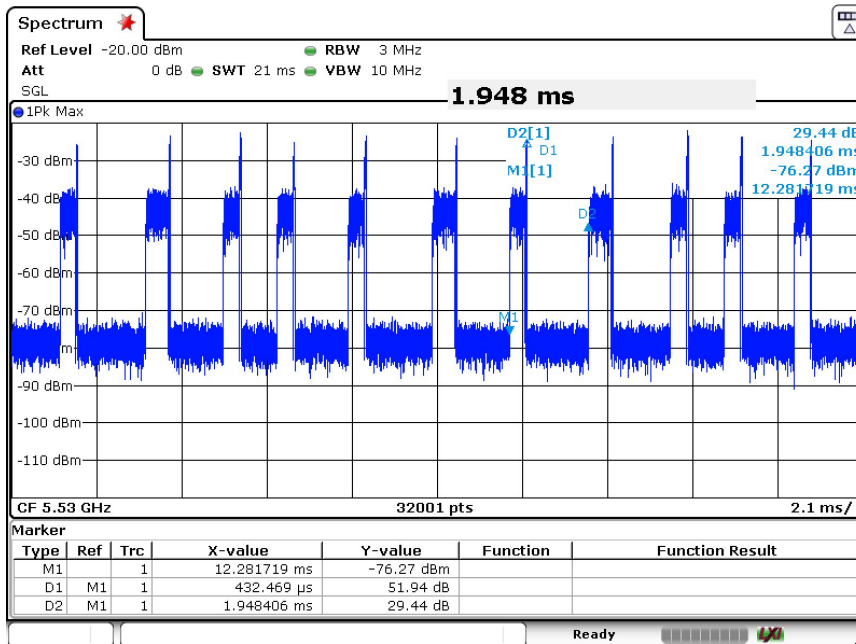 Spectrum
Ref Level -20.00 dBm RBW 3 MHz
Att 0 dB SWT 21 ms VBW 10 MHz
SGL
1.948 ms
1Pk Max
D2[1] 29.44 dB
D1 1.948406 ms
M1[1] -76.27 dBm
12.281719 ms
-30 dBm
-40 dB
D2
-50 dBm
-60 dBm
-70 dBm
M1
m
-90 dBm
-100 dBm
-110 dBm
CF 5.53 GHz 32001 pts 2.1 ms/
Marker
Type Ref Trc X-value Y-value Function Function Result
M1 1 12.281719 ms -76.27 dBm
D1 M1 1 432.469 µs 51.94 dB
D2 M1 1 1.948406 ms 29.44 dB
Ready LXI